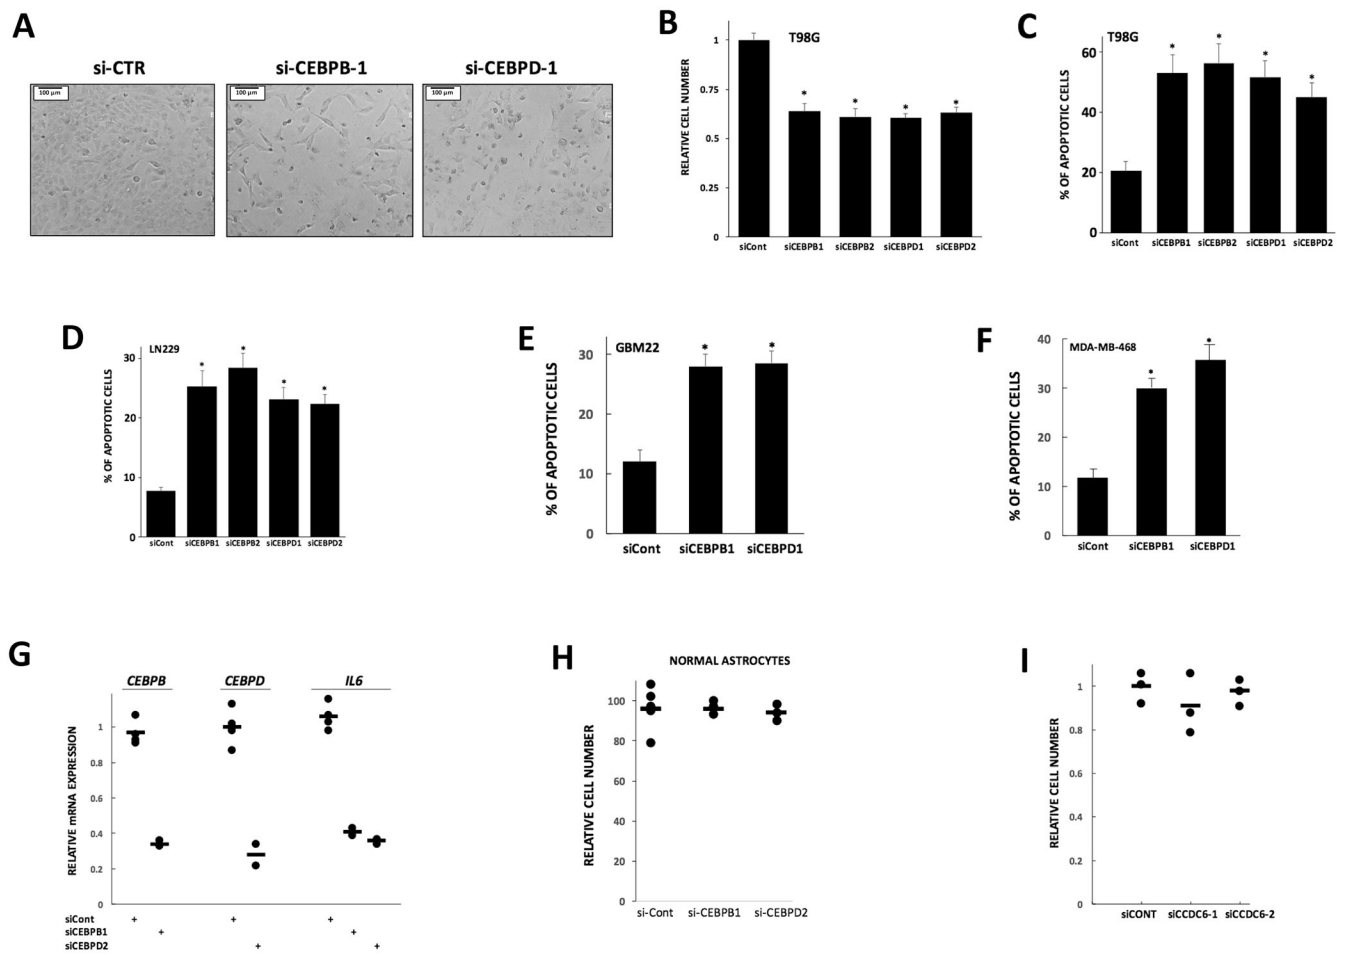 A
si-CTR
si-CEBPB-1
si-CEBPD-1
100 µm
100 µm
100 µm
B
T98G
RELATIVE CELL NUMBER
1
0.75
0.5
0.25
0
siCont
siCEBPB1
siCEBPB2
siCEBPD1
siCEBPD2
C
T98G
% OF APOPTOTIC CELLS
60
40
20
0
* * * *
siCont
siCEBPB1
siCEBPB2
siCEBPD1
siCEBPD2
D
LN229
% OF APOPTOTIC CELLS
30
20
10
0
siCont
siCEBPB1
siCEBPB2
siCEBPD1
siCEBPD2
E
GBM22
% OF APOPTOTIC CELLS
30
20
10
0
siCont
siCEBPB1
siCEBPD1
F
MDA-MB-468
% OF APOPTOTIC CELLS
40
30
20
10
0
siCont
siCEBPB1
siCEBPD1
G
CEBPB
CEBPD
IL6
RELATIVE mRNA EXPRESSION
1
0.8
0.6
0.4
0.2
0
siCont + + +
siCEBPB1 + +
siCEBPD2 + +
H
NORMAL ASTROCYTES
RELATIVE CELL NUMBER
100
80
60
40
20
0
si-Cont
si-CEBPB1
si-CEBPD2
I
RELATIVE CELL NUMBER
1
0.8
0.6
0.4
0.2
0
siCONT
siCCDC6-1
siCCDC6-2